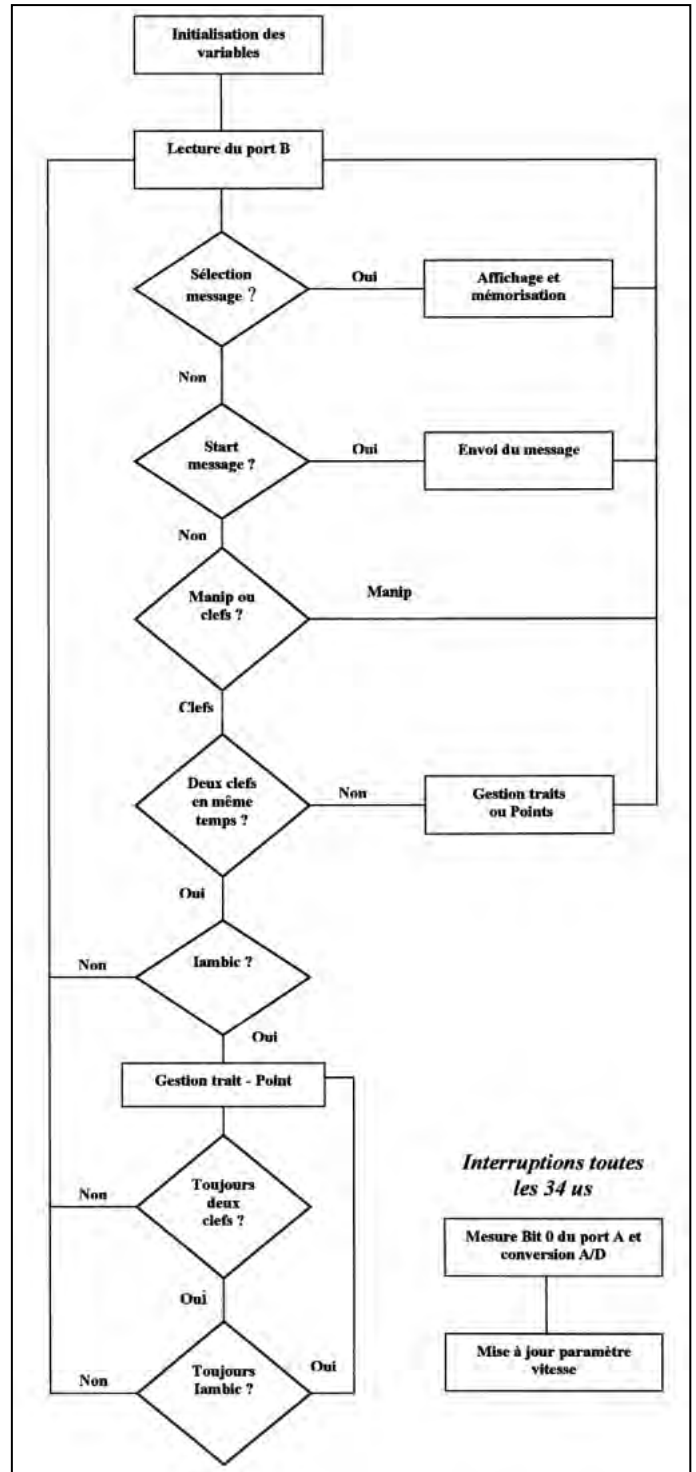 Initialisation des
variables
Lecture du port B
Sélection
message ?
Oui
Affichage et
mémorisation
Non
Start
message ?
Oui
Envoi du message
Non
Manip ou
clefs ?
Manip
Clefs
Deux clefs
en même
temps ?
Non
Gestion traits
ou Points
Oui
Iambic ?
Non
Oui
Gestion trait - Point
Toujours
deux
clefs ?
Non
Oui
Toujours
Iambic ?
Non
Oui
Interruptions toutes
les 34 us
Mesure Bit 0 du port A et
conversion A/D
Mise à jour paramètre
vitesse